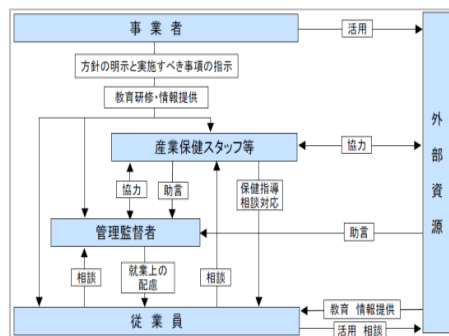 事業者
活用
方針の明示と実施すべき事項の指示
教育研修・情報提供
外部資源
産業保健スタッフ等
協力
協力
助言
保健指導
相談対応
管理監督者
助言
相談
就業上の
配慮
相談
教育 情報提供
従業員
活用 相談